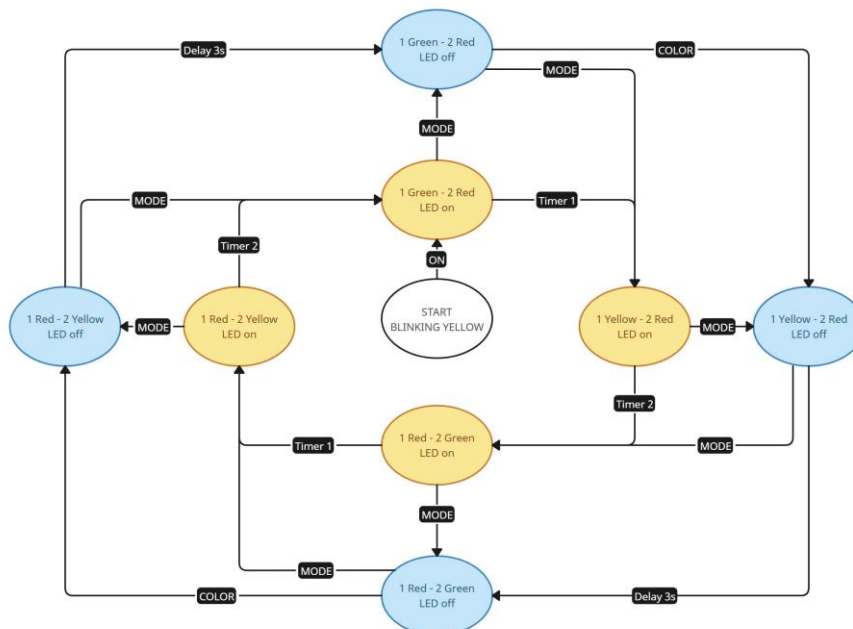 1 Green - 2 Red
LED off
Delay 3s
COLOR
MODE
MODE
1 Green - 2 Red
LED on
MODE
Timer 1
Timer 2
ON
START
BLINKING YELLOW
1 Red - 2 Yellow
LED off
MODE
1 Red - 2 Yellow
LED on
1 Yellow - 2 Red
LED on
MODE
1 Yellow - 2 Red
LED off
Timer 2
1 Red - 2 Green
LED on
Timer 1
MODE
MODE
MODE
1 Red - 2 Green
LED off
COLOR
Delay 3s